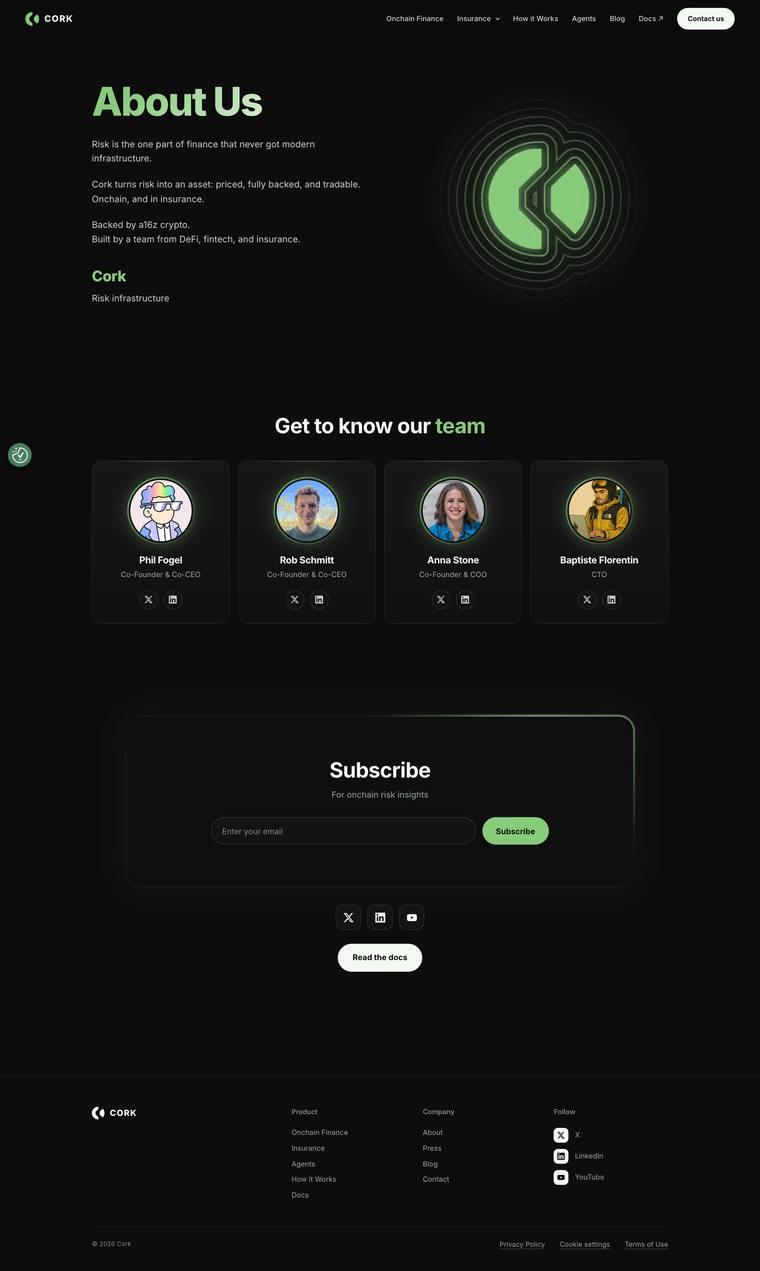 CORK
Onchain Finance
Insurance
How it Works
Agents
Blog
Docs ↗
Contact us
About Us
Risk is the one part of finance that never got modern
infrastructure.
Cork turns risk into an asset: priced, fully backed, and tradable.
Onchain, and in insurance.
Backed by a16z crypto.
Built by a team from DeFi, fintech, and insurance.
Cork
Risk infrastructure
Get to know our team
Phil Fogel
Co-Founder & Co-CEO
Rob Schmitt
Co-Founder & Co-CEO
Anna Stone
Co-Founder & COO
Baptiste Florentin
CTO
Subscribe
For onchain risk insights
Enter your email
Subscribe
Read the docs
CORK
Product
Onchain Finance
Insurance
Agents
How it Works
Docs
Company
About
Press
Blog
Contact
Follow
X
LinkedIn
YouTube
© 2026 Cork
Privacy Policy
Cookie settings
Terms of Use